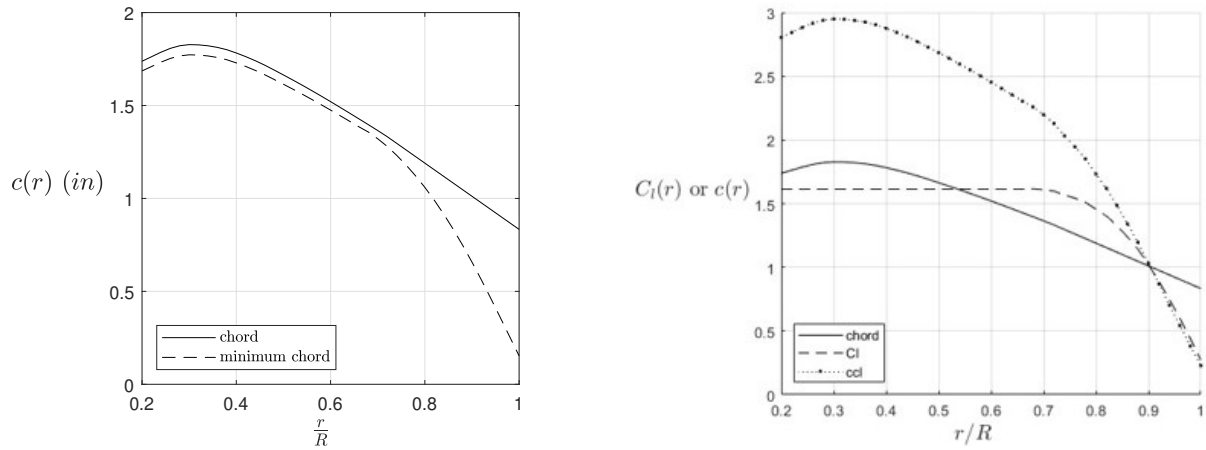 2
1.5
1
0.5
0
c(r) (in)
chord
minimum chord
0.2 0.4 0.6 0.8 1
r/R
3
2.5
2
1.5
1
0.5
0
C_l(r) or c(r)
chord
Cl
ccl
0.2 0.3 0.4 0.5 0.6 0.7 0.8 0.9 1
r/R